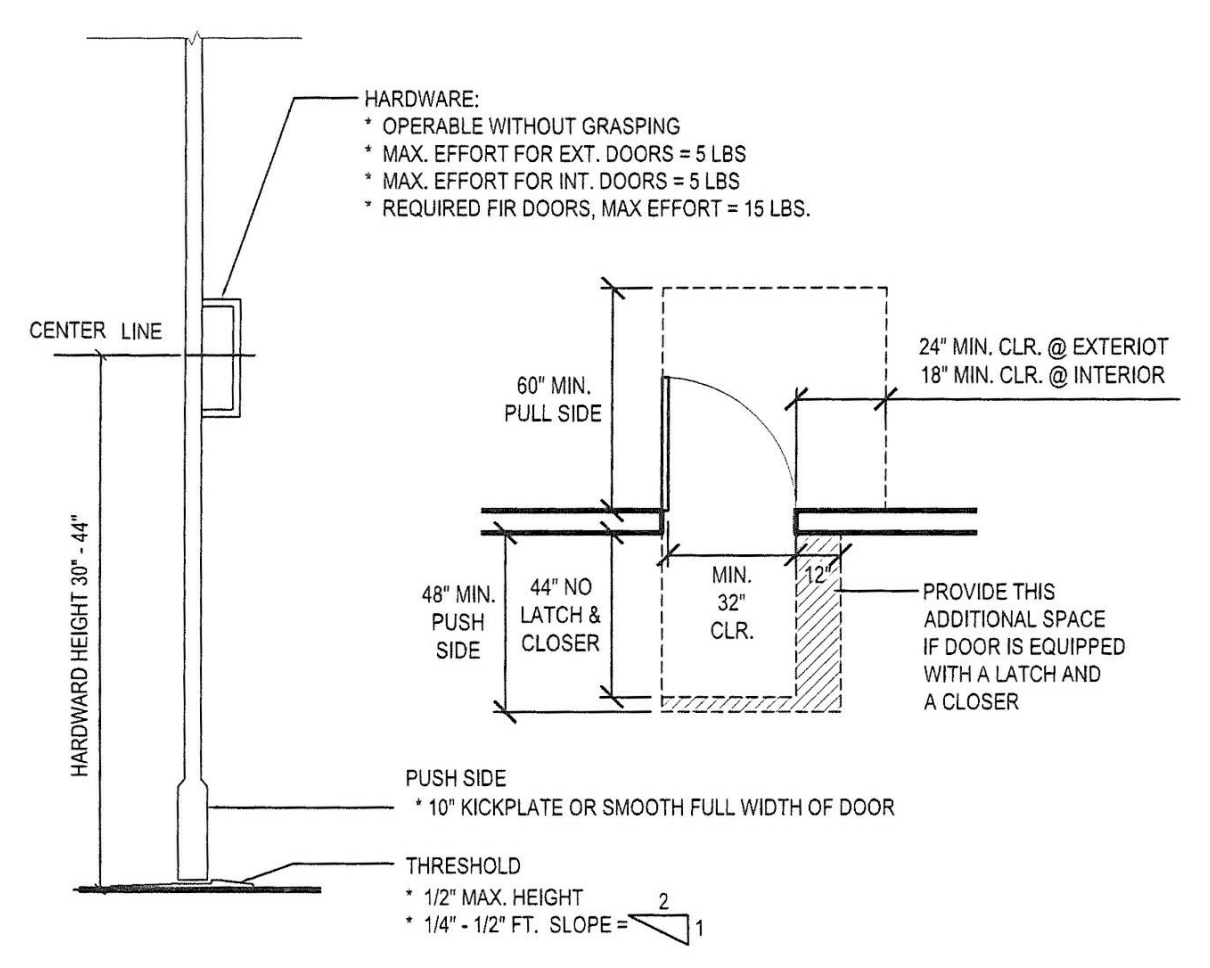 HARDWARE:
* OPERABLE WITHOUT GRASPING
* MAX. EFFORT FOR EXT. DOORS = 5 LBS
* MAX. EFFORT FOR INT. DOORS = 5 LBS
* REQUIRED FIR DOORS, MAX EFFORT = 15 LBS.
CENTER LINE
HARDWARD HEIGHT 30" - 44"
60" MIN.
PULL SIDE
24" MIN. CLR. @ EXTERIOT
18" MIN. CLR. @ INTERIOR
48" MIN.
PUSH
SIDE
44" NO
LATCH &
CLOSER
MIN.
32"
CLR.
12"
PROVIDE THIS
ADDITIONAL SPACE
IF DOOR IS EQUIPPED
WITH A LATCH AND
A CLOSER
PUSH SIDE
* 10" KICKPLATE OR SMOOTH FULL WIDTH OF DOOR
THRESHOLD
* 1/2" MAX. HEIGHT
* 1/4" - 1/2" FT. SLOPE =
2
1